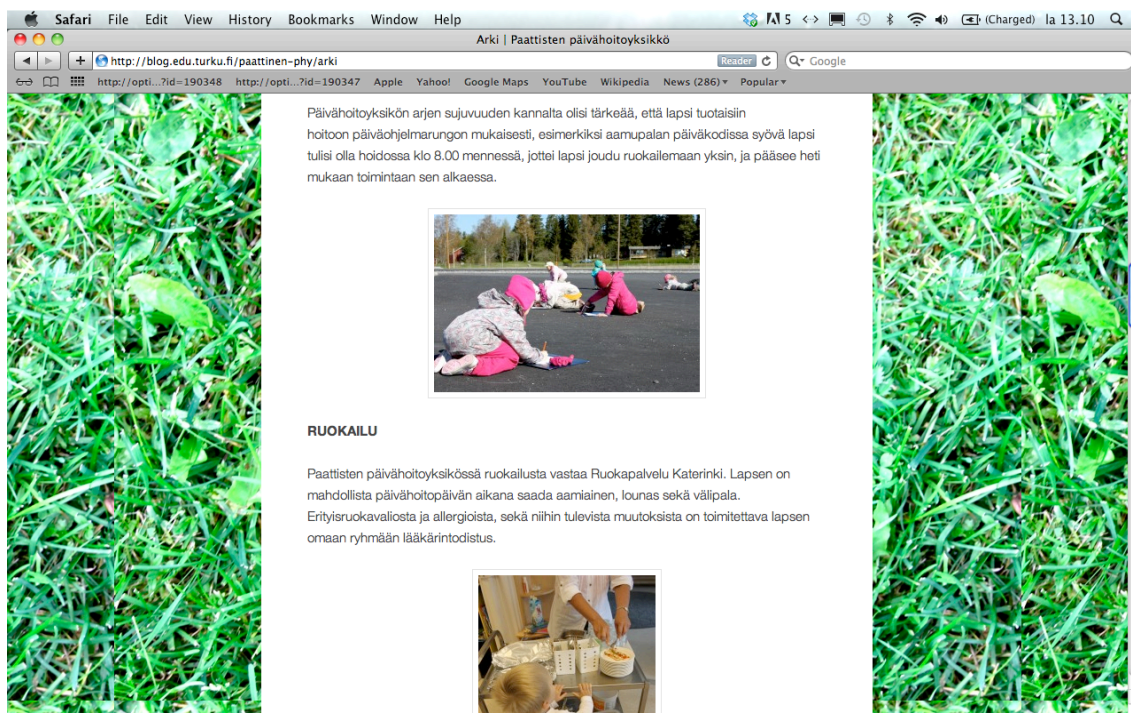 Safari File Edit View History Bookmarks Window Help 5 (Charged) la 13.10
Arki | Paattisten päivähoitoyksikkö
http://blog.edu.turku.fi/paattinen-phy/arki Reader Google
http://opti...?id=190348 http://opti...?id=190347 Apple Yahoo! Google Maps YouTube Wikipedia News (286) Popular
Päivähoitoyksikön arjen sujuvuuden kannalta olisi tärkeää, että lapsi tuotaisiin
hoitoon päiväohjelmarungon mukaisesti, esimerkiksi aamupalan päiväkodissa syövä lapsi
tulisi olla hoidossa klo 8.00 mennessä, jottei lapsi joudu ruokailemaan yksin, ja pääsee heti
mukaan toimintaan sen alkaessa.
RUOKAILU
Paattisten päivähoitoyksikössä ruokailusta vastaa Ruokapalvelu Katerinki. Lapsen on
mahdollista päivähoitopäivän aikana saada aamiainen, lounas sekä välipala.
Erityisruokavaliosta ja allergioista, sekä niihin tulevista muutoksista on toimitettava lapsen
omaan ryhmään lääkärintodistus.